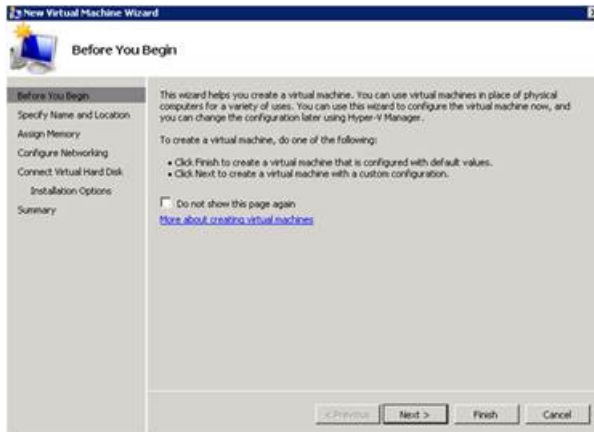 New Virtual Machine Wizard
Before You Begin
Before You Begin
Specify Name and Location
Assign Memory
Configure Networking
Connect Virtual Hard Disk
Installation Options
Summary
This wizard helps you create a virtual machine. You can use virtual machines in place of physical
computers for a variety of uses. You can use this wizard to configure the virtual machine now, and
you can change the configuration later using Hyper-V Manager.
To create a virtual machine, do one of the following:
• Click Finish to create a virtual machine that is configured with default values.
• Click Next to create a virtual machine with a custom configuration.
Do not show this page again
More about creating virtual machines
< Previous Next > Finish Cancel